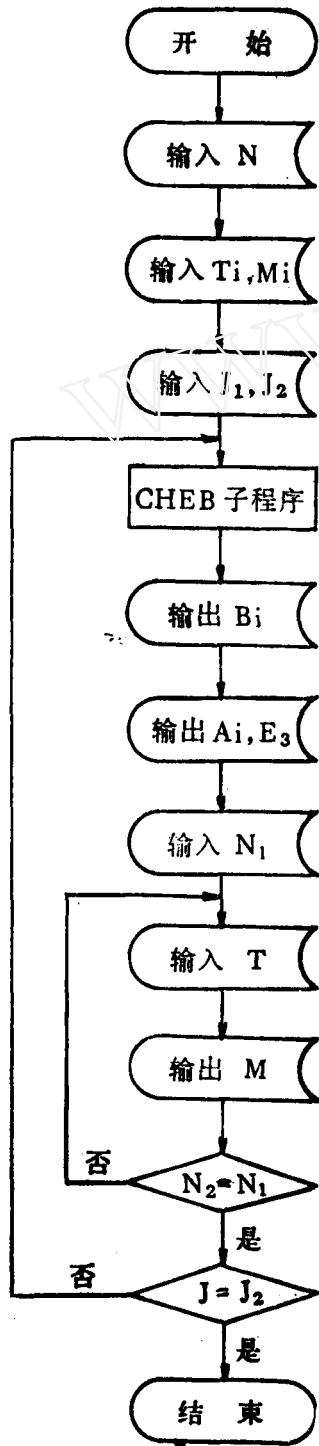 开 始
输入 N
输入 Ti,Mi
输入 J₁,J₂
CHEB 子程序
输出 Bi
输出 Ai,E₃
输入 N₁
输入 T
输出 M
否
N₂=N₁
是
否
J=J₂
是
结 束